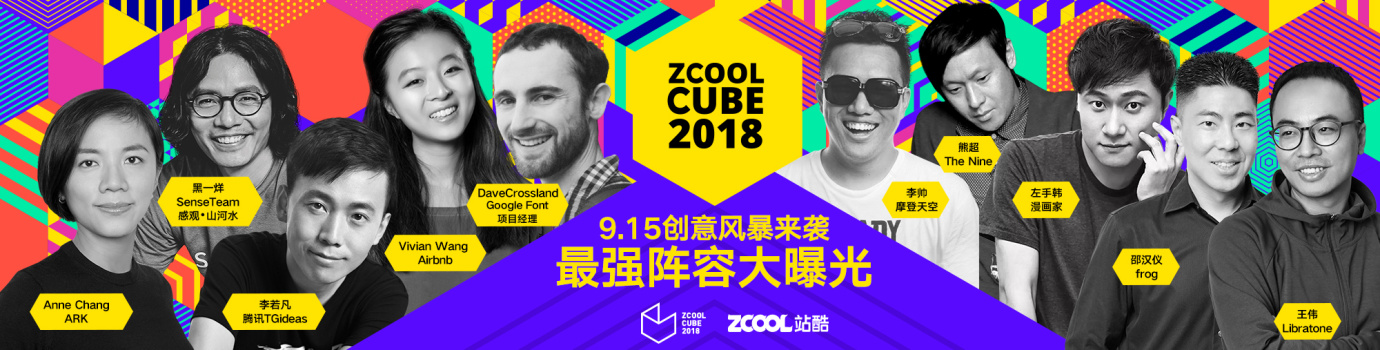 ZCOOL
CUBE
2018
黑一烊
SenseTeam
感观·山河水
DaveCrossland
Google Font
项目经理
Vivian Wang
Airbnb
Anne Chang
ARK
李若凡
腾讯TGideas
9.15创意风暴来袭
最强阵容大曝光
ZCOOL
CUBE
2018
ZCOOL站酷
李帅
摩登天空
熊超
The Nine
左手韩
漫画家
邵汉仪
frog
王伟
Libratone